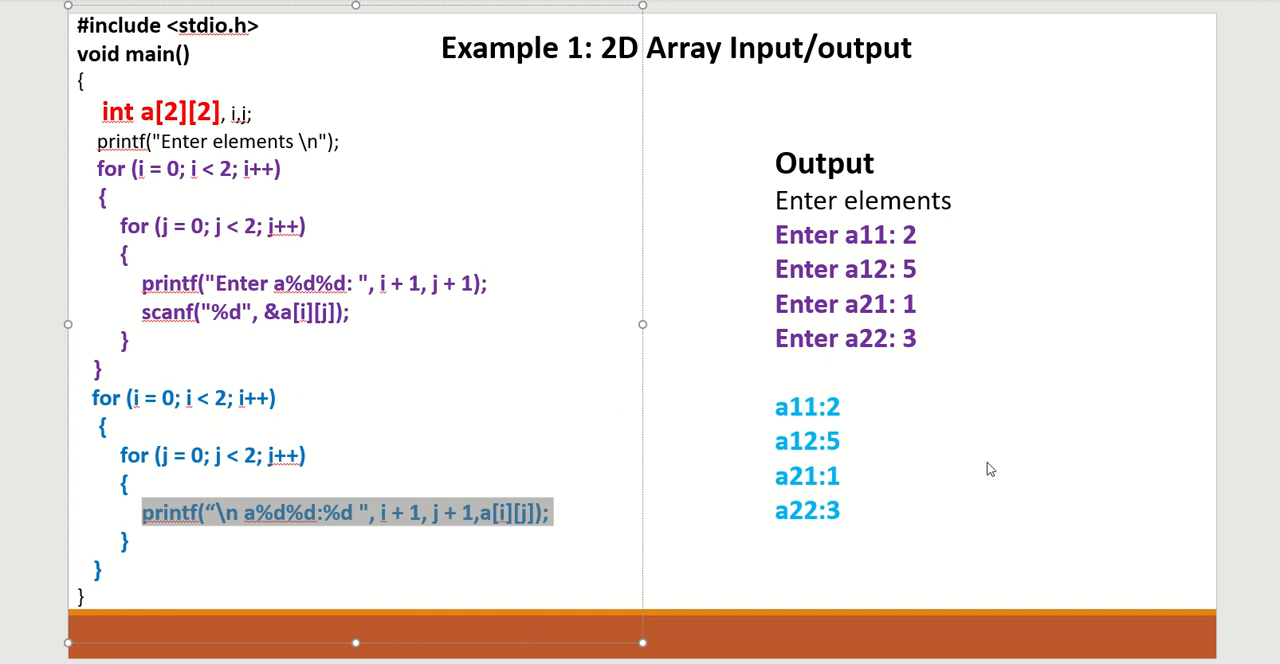 #include <stdio.h>
void main()
{
int a[2][2], i,j;
printf("Enter elements \n");
for (i = 0; i < 2; i++)
{
for (j = 0; j < 2; j++)
{
printf("Enter a%d%d: ", i + 1, j + 1);
scanf("%d", &a[i][j]);
}
}
for (i = 0; i < 2; i++)
{
for (j = 0; j < 2; j++)
{
printf(“\n a%d%d:%d ", i + 1, j + 1,a[i][j]);
}
}
}
Example 1: 2D Array Input/output
Output
Enter elements
Enter a11: 2
Enter a12: 5
Enter a21: 1
Enter a22: 3
a11:2
a12:5
a21:1
a22:3